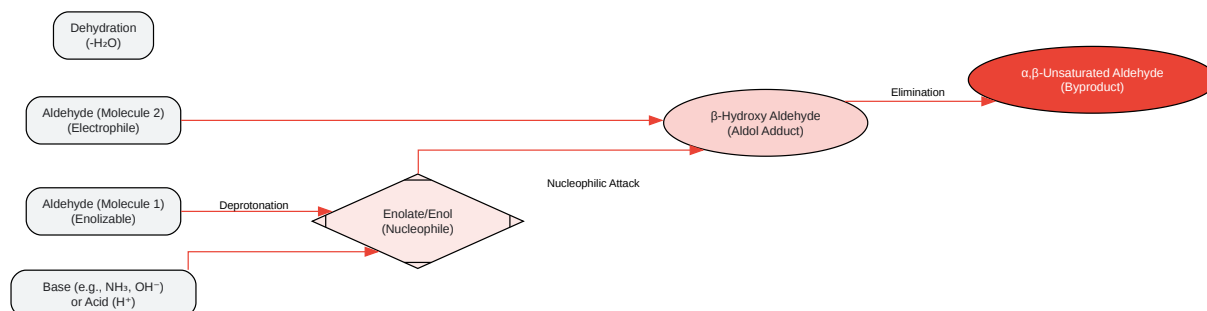 Dehydration
(-H₂O)
Aldehyde (Molecule 2)
(Electrophile)
Aldehyde (Molecule 1)
(Enolizable)
Base (e.g., NH₃, OH⁻)
or Acid (H⁺)
Deprotonation
Enolate/Enol
(Nucleophile)
Nucleophilic Attack
β-Hydroxy Aldehyde
(Aldol Adduct)
Elimination
α,β-Unsaturated Aldehyde
(Byproduct)